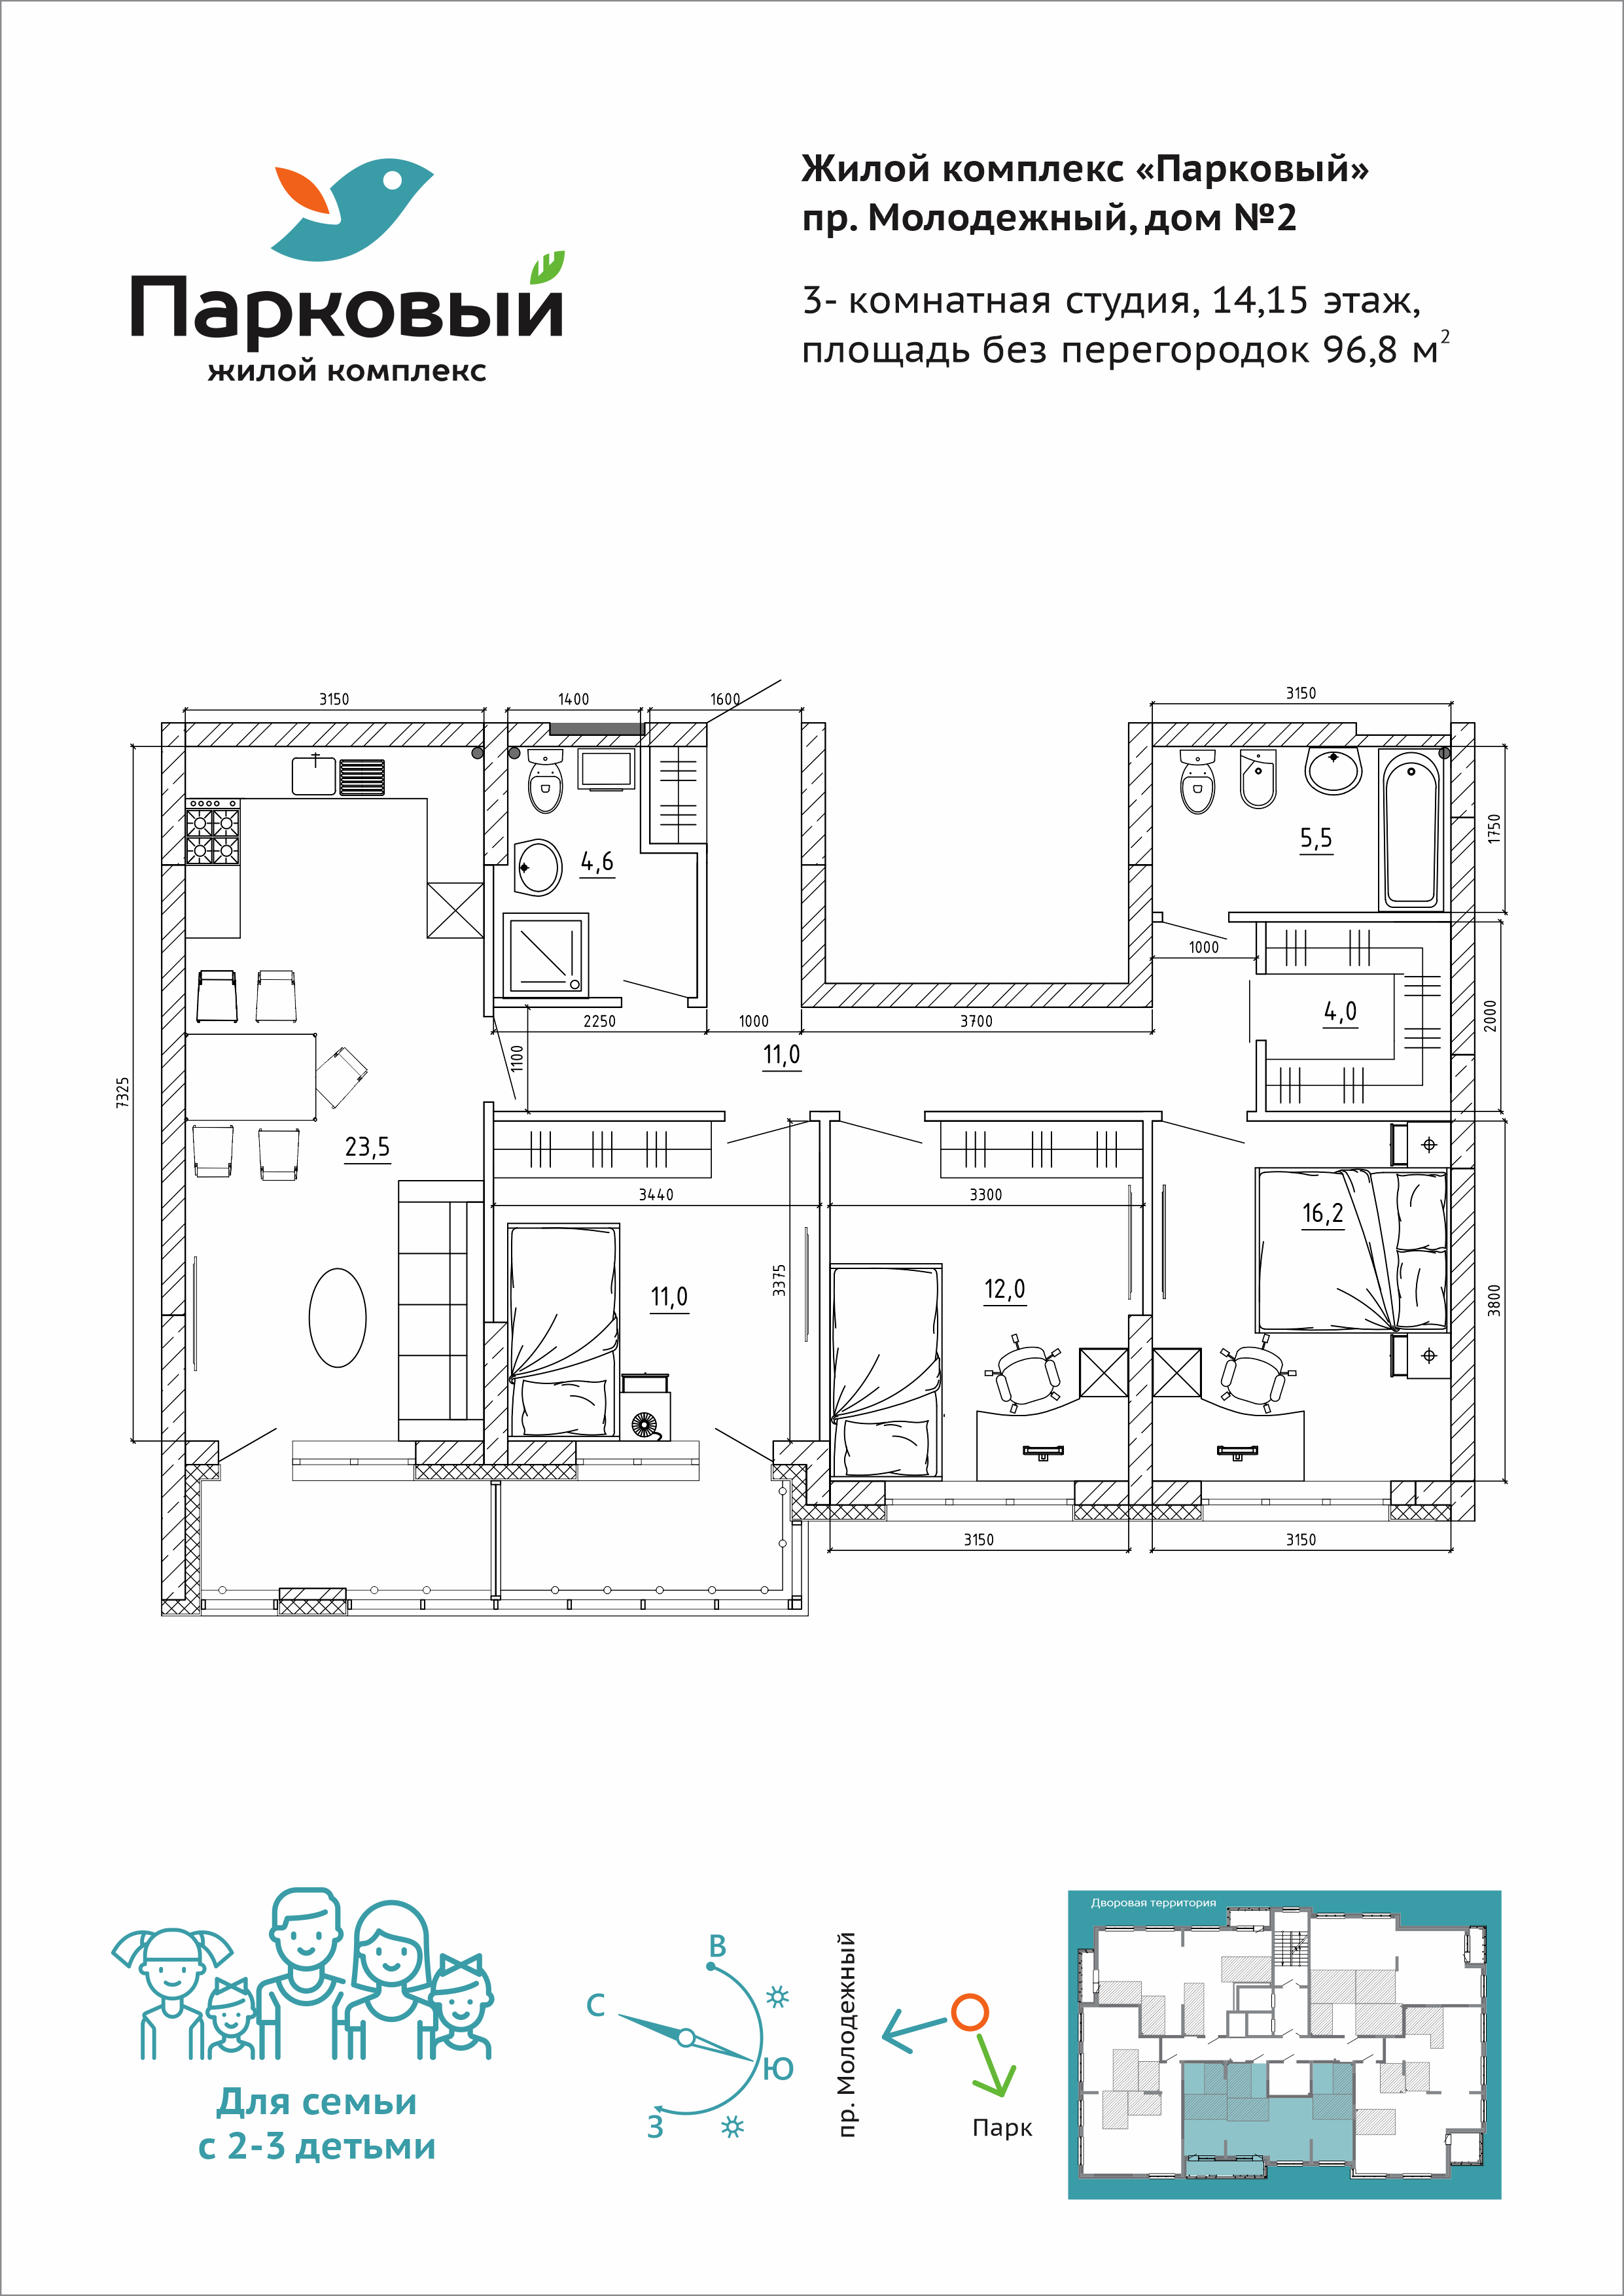 Парковый
жилой комплекс
Жилой комплекс «Парковый»
пр. Молодежный, дом №2
3- комнатная студия, 14,15 этаж,
площадь без перегородок 96,8 м²
3150
1400
1600
3150
5,5
1750
4,6
1000
4,0
2000
2250
1000
3700
1100
11,0
7325
23,5
3440
3300
16,2
3375
11,0
12,0
3800
3150
3150
Для семьи
с 2-3 детьми
В
С
Ю
З
пр. Молодежный
Парк
Дворовая территория